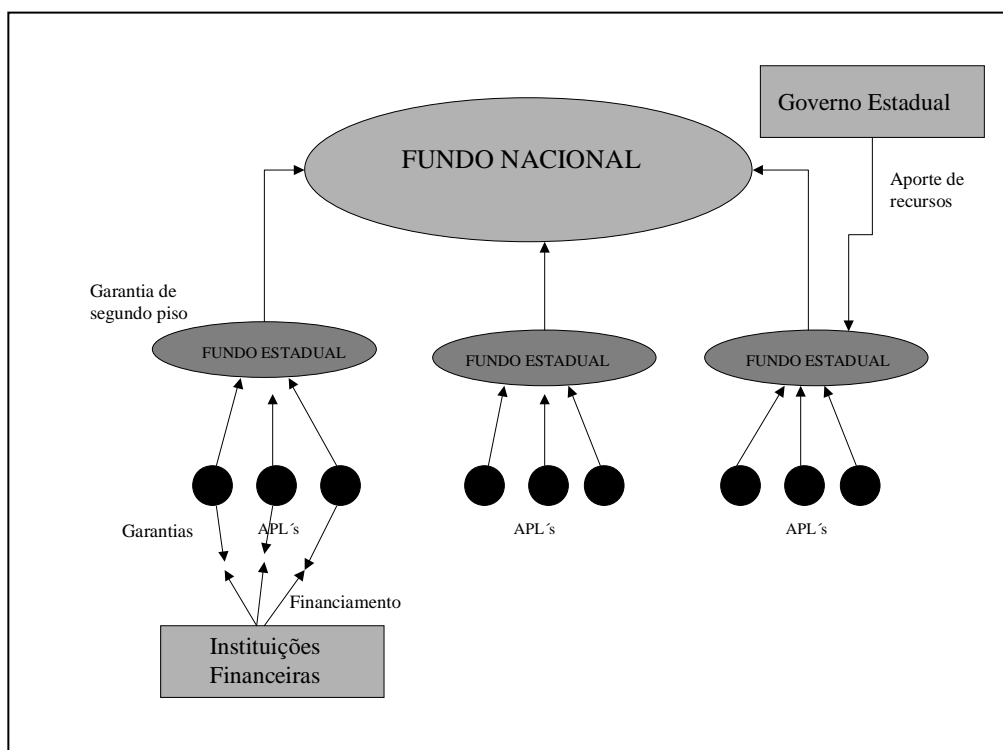 Governo Estadual
FUNDO NACIONAL
Aporte de
recursos
Garantia de
segundo piso
FUNDO ESTADUAL
FUNDO ESTADUAL
FUNDO ESTADUAL
Garantias
APL´s
APL´s
APL´s
Financiamento
Instituições
Financeiras